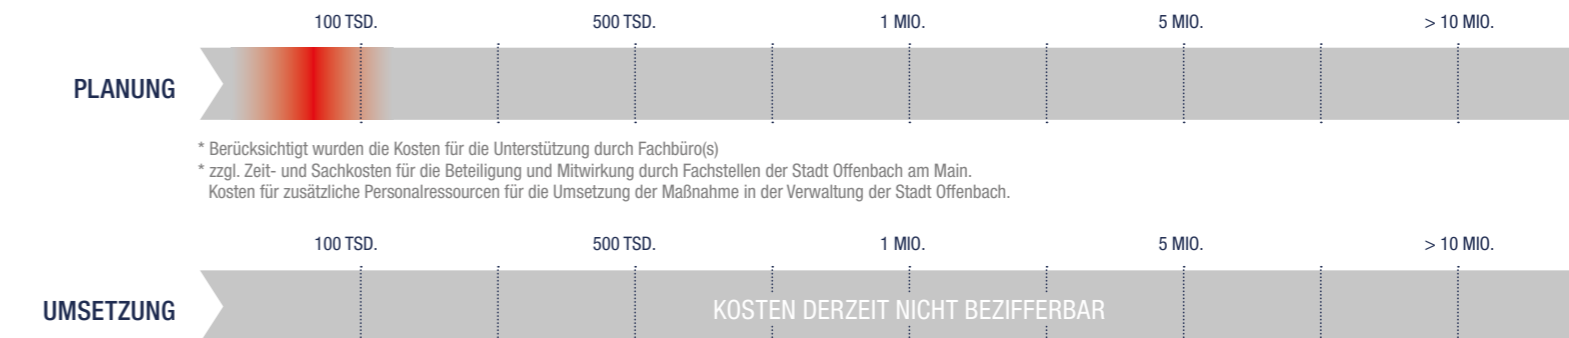 100 TSD. 500 TSD. 1 MIO. 5 MIO. > 10 MIO.
PLANUNG
* Berücksichtigt wurden die Kosten für die Unterstützung durch Fachbüro(s)
* zzgl. Zeit- und Sachkosten für die Beteiligung und Mitwirkung durch Fachstellen der Stadt Offenbach am Main.
Kosten für zusätzliche Personalressourcen für die Umsetzung der Maßnahme in der Verwaltung der Stadt Offenbach.
100 TSD. 500 TSD. 1 MIO. 5 MIO. > 10 MIO.
UMSETZUNG KOSTEN DERZEIT NICHT BEZIFFERBAR